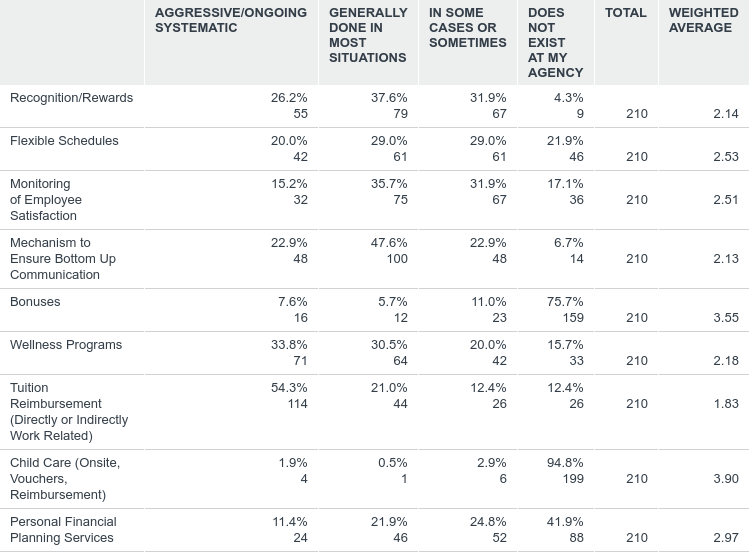 AGGRESSIVE/ONGOING SYSTEMATIC GENERALLY DONE IN MOST SITUATIONS IN SOME CASES OR SOMETIMES DOES NOT EXIST AT MY AGENCY TOTAL WEIGHTED AVERAGE
Recognition/Rewards 26.2% 37.6% 31.9% 4.3%
55 79 67 9 210 2.14
Flexible Schedules 20.0% 29.0% 29.0% 21.9%
42 61 61 46 210 2.53
Monitoring 15.2% 35.7% 31.9% 17.1%
of Employee 32 75 67 36 210 2.51
Satisfaction
Mechanism to 22.9% 47.6% 22.9% 6.7%
Ensure Bottom Up 48 100 48 14 210 2.13
Communication
Bonuses 7.6% 5.7% 11.0% 75.7%
16 12 23 159 210 3.55
Wellness Programs 33.8% 30.5% 20.0% 15.7%
71 64 42 33 210 2.18
Tuition 54.3% 21.0% 12.4% 12.4%
Reimbursement 114 44 26 26 210 1.83
(Directly or Indirectly
Work Related)
Child Care (Onsite, 1.9% 0.5% 2.9% 94.8%
Vouchers, 4 1 6 199 210 3.90
Reimbursement)
Personal Financial 11.4% 21.9% 24.8% 41.9%
Planning Services 24 46 52 88 210 2.97